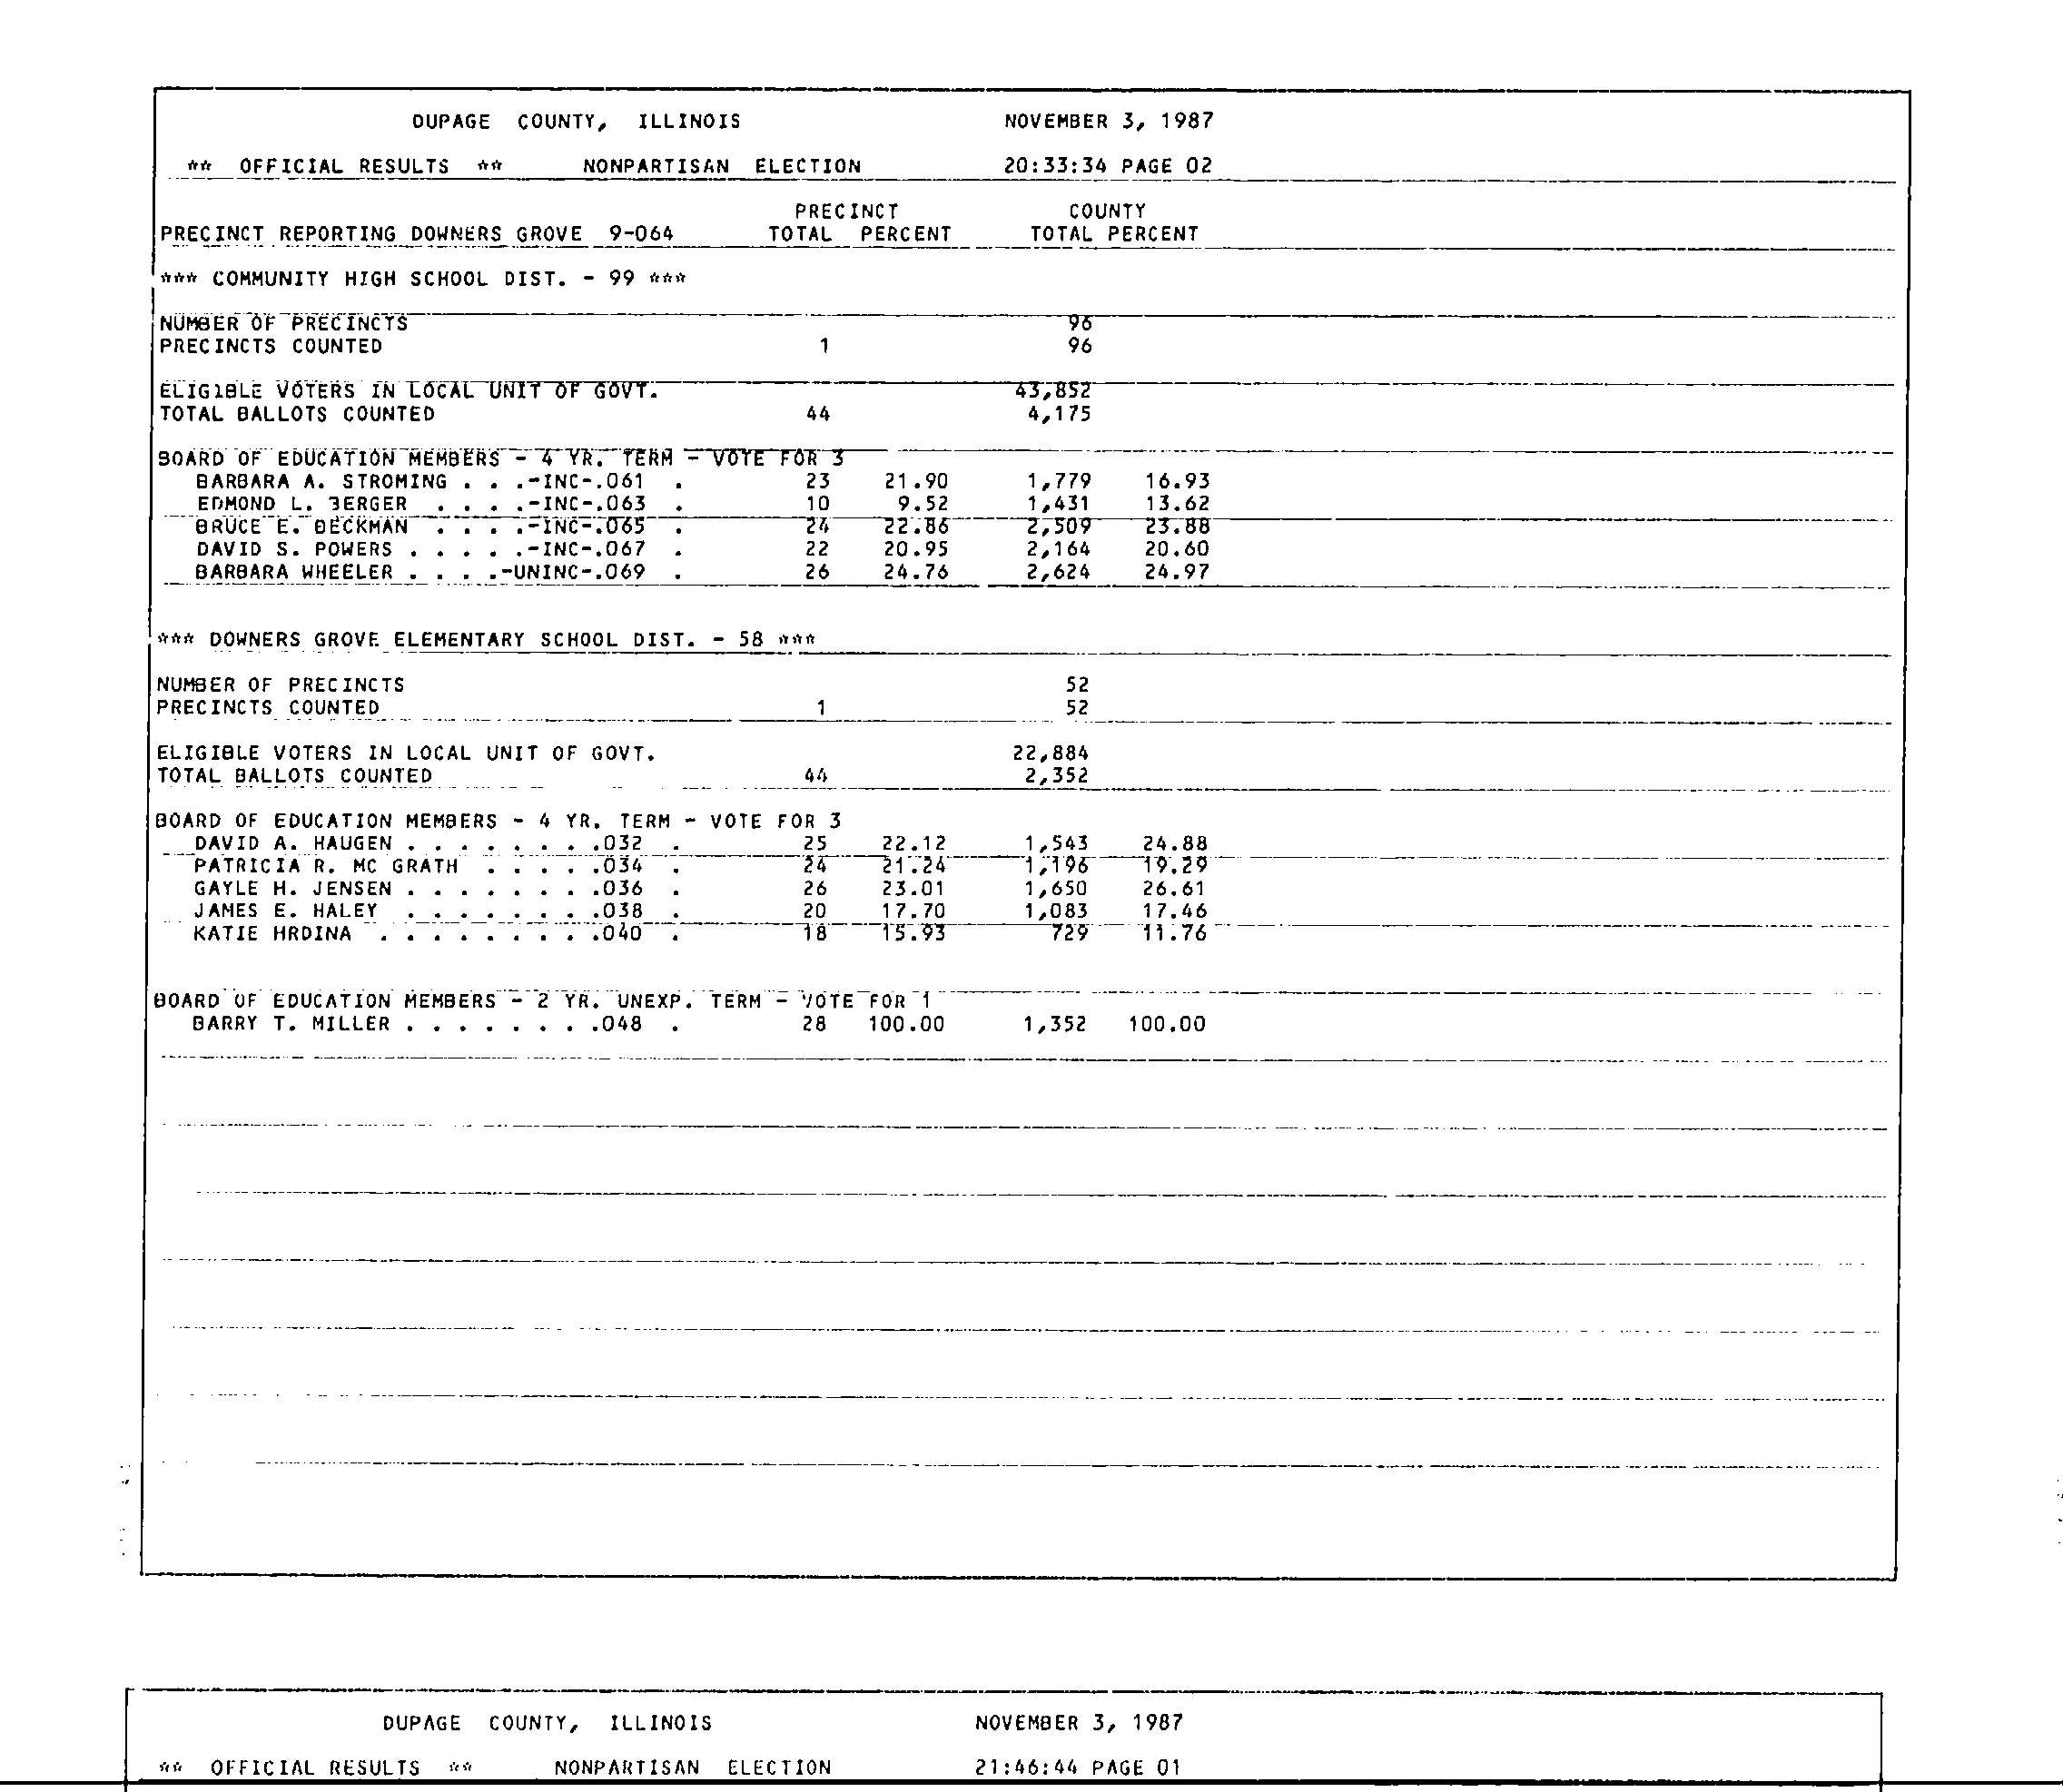 DUPAGE COUNTY, ILLINOIS NOVEMBER 3, 1987
** OFFICIAL RESULTS ** NONPARTISAN ELECTION 20:33:34 PAGE 02
PRECINCT COUNTY
PRECINCT REPORTING DOWNERS GROVE 9-064 TOTAL PERCENT TOTAL PERCENT
*** COMMUNITY HIGH SCHOOL DIST. - 99 ***
NUMBER OF PRECINCTS 96
PRECINCTS COUNTED 1 96
ELIGIBLE VOTERS IN LOCAL UNIT OF GOVT. 43,852
TOTAL BALLOTS COUNTED 44 4,175
BOARD OF EDUCATION MEMBERS - 4 YR. TERM - VOTE FOR 3
BARBARA A. STROMING . . .-INC-.061 . 23 21.90 1,779 16.93
EDMOND L. BERGER . . . .-INC-.063 . 10 9.52 1,431 13.62
BRUCE E. BECKMAN . . . .-INC-.065 . 24 22.86 2,509 23.88
DAVID S. POWERS . . . . .-INC-.067 . 22 20.95 2,164 20.60
BARBARA WHEELER . . . .-UNINC-.069 . 26 24.76 2,624 24.97
*** DOWNERS GROVE ELEMENTARY SCHOOL DIST. - 58 ***
NUMBER OF PRECINCTS 52
PRECINCTS COUNTED 1 52
ELIGIBLE VOTERS IN LOCAL UNIT OF GOVT. 22,884
TOTAL BALLOTS COUNTED 44 2,352
BOARD OF EDUCATION MEMBERS - 4 YR. TERM - VOTE FOR 3
DAVID A. HAUGEN . . . . . . . .032 . 25 22.12 1,543 24.88
PATRICIA R. MC GRATH . . . . .034 . 24 21.24 1,196 19.29
GAYLE H. JENSEN . . . . . . . .036 . 26 23.01 1,650 26.61
JAMES E. HALEY . . . . . . . .038 . 20 17.70 1,083 17.46
KATIE HRDINA . . . . . . . . .040 . 18 15.93 729 11.76
BOARD OF EDUCATION MEMBERS - 2 YR. UNEXP. TERM - VOTE FOR 1
BARRY T. MILLER . . . . . . . .048 . 28 100.00 1,352 100.00
DUPAGE COUNTY, ILLINOIS NOVEMBER 3, 1987
** OFFICIAL RESULTS ** NONPARTISAN ELECTION 21:46:44 PAGE 01